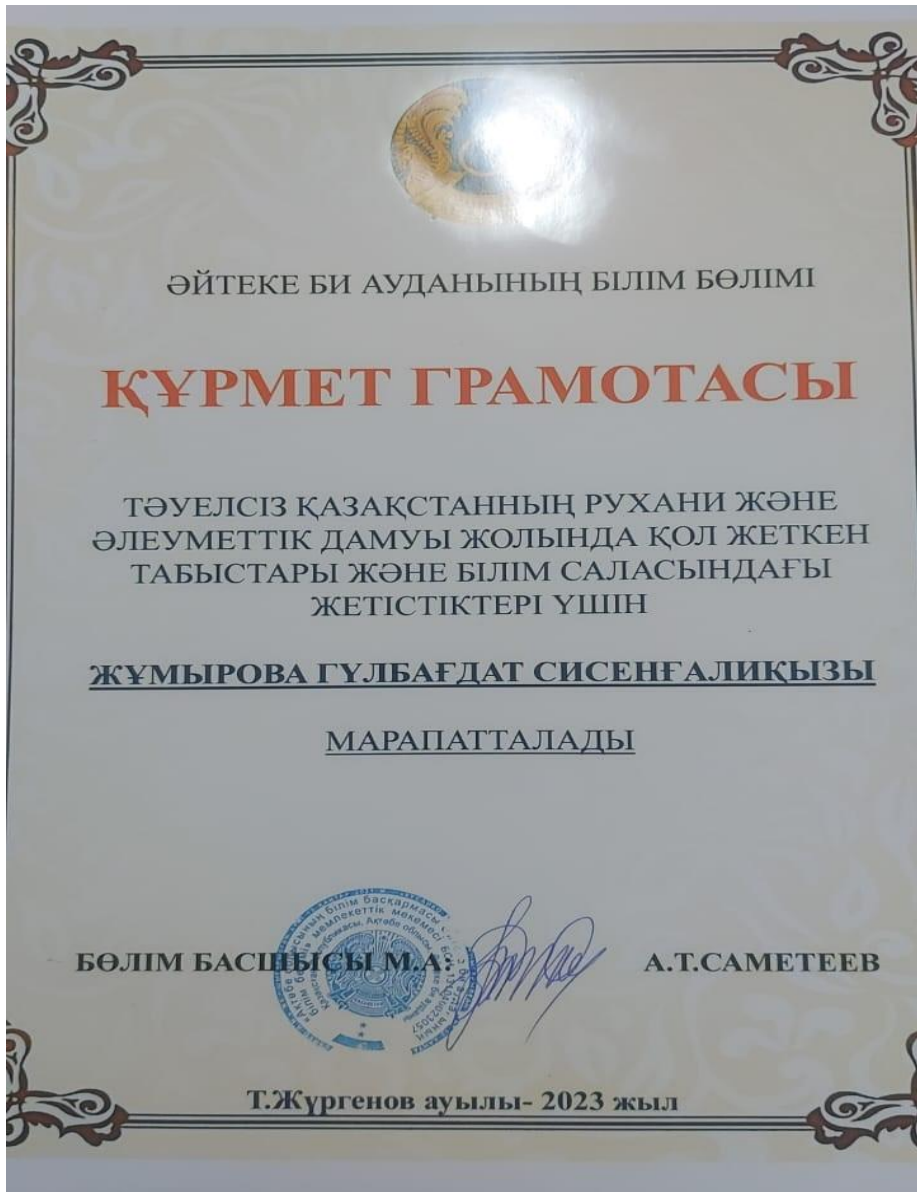 ӘЙТЕКЕ БИ АУДАНЫНЫҢ БІЛІМ БӨЛІМІ
ҚҰРМЕТ ГРАМОТАСЫ
ТӘУЕЛСІЗ ҚАЗАҚСТАННЫҢ РУХАНИ ЖӘНЕ
ӘЛЕУМЕТТІК ДАМУЫ ЖОЛЫНДА ҚОЛ ЖЕТКЕН
ТАБЫСТАРЫ ЖӘНЕ БІЛІМ САЛАСЫНДАҒЫ
ЖЕТІСТІКТЕРІ ҮШІН
ЖҰМЫРОВА ГҮЛБАҒДАТ СИСЕНҒАЛИҚЫЗЫ
МАРАПАТТАЛАДЫ
БӨЛІМ БАСШЫСЫ М.А:
А.Т.САМЕТЕЕВ
Т.Жүргенов ауылы- 2023 жыл